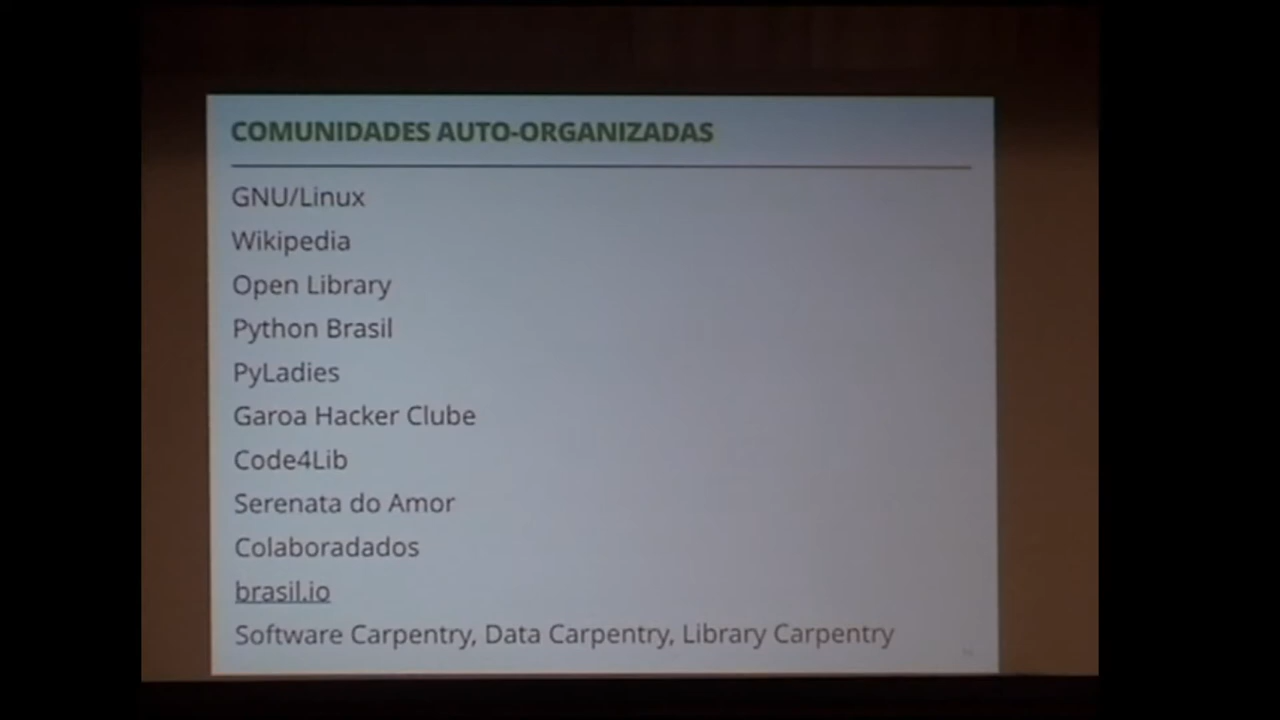 COMUNIDADES AUTO-ORGANIZADAS
GNU/Linux
Wikipedia
Open Library
Python Brasil
PyLadies
Garoa Hacker Clube
Code4Lib
Serenata do Amor
Colaboradados
brasil.io
Software Carpentry, Data Carpentry, Library Carpentry